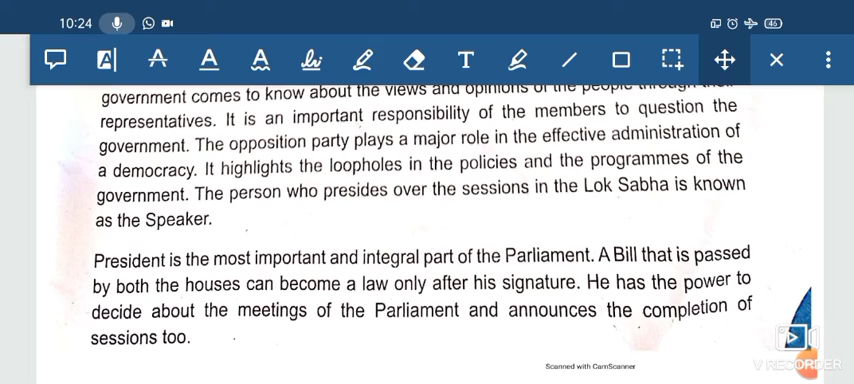 10:24
46
A
A
A
A
T
government comes to know about the views and opinions of the people through their
representatives. It is an important responsibility of the members to question the
government. The opposition party plays a major role in the effective administration of
a democracy. It highlights the loopholes in the policies and the programmes of the
government. The person who presides over the sessions in the Lok Sabha is known
as the Speaker.
President is the most important and integral part of the Parliament. A Bill that is passed
by both the houses can become a law only after his signature. He has the power to
decide about the meetings of the Parliament and announces the completion of
sessions too.
V RECORDER
Scanned with CamScanner